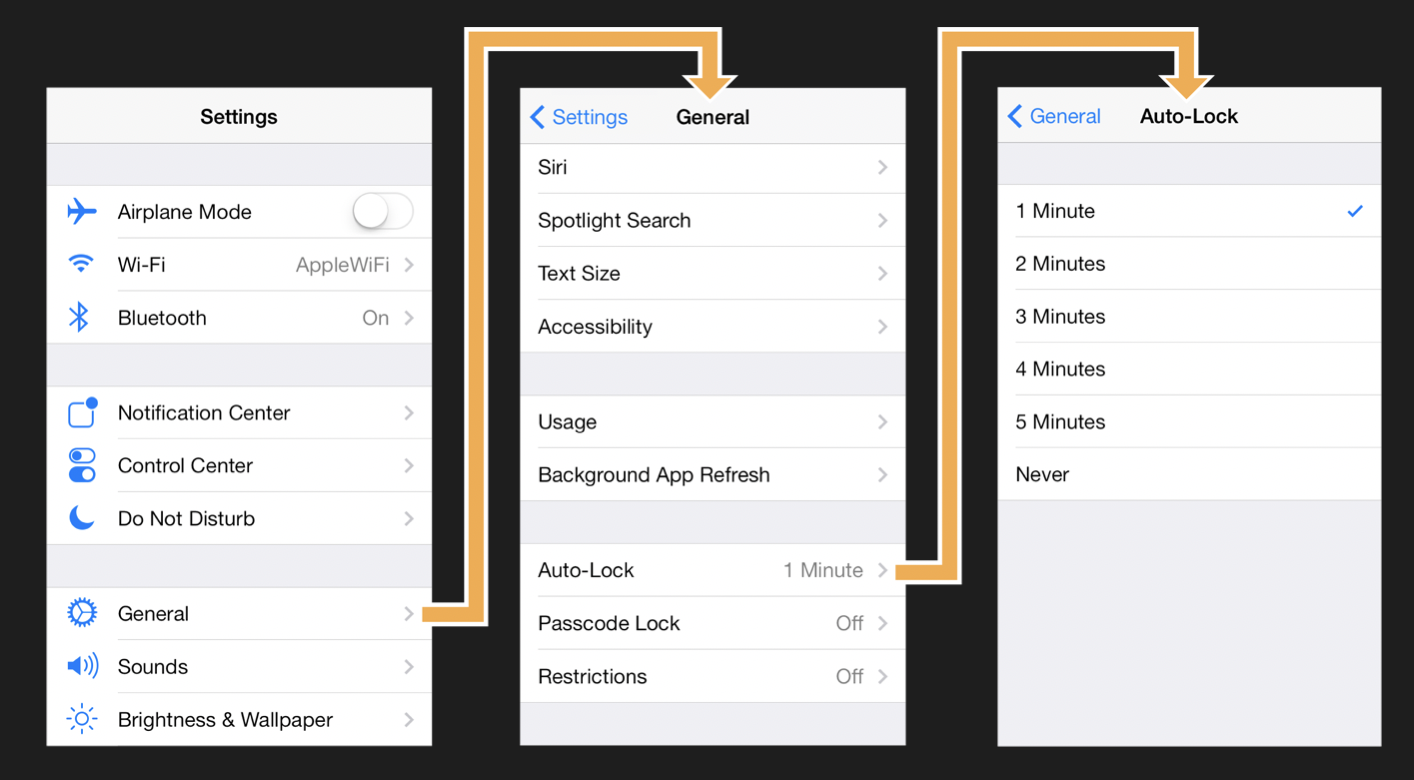 Settings
Airplane Mode
Wi-Fi AppleWiFi
Bluetooth On
Notification Center
Control Center
Do Not Disturb
General
Sounds
Brightness & Wallpaper
Settings General
Siri
Spotlight Search
Text Size
Accessibility
Usage
Background App Refresh
Auto-Lock 1 Minute
Passcode Lock Off
Restrictions Off
General Auto-Lock
1 Minute
2 Minutes
3 Minutes
4 Minutes
5 Minutes
Never